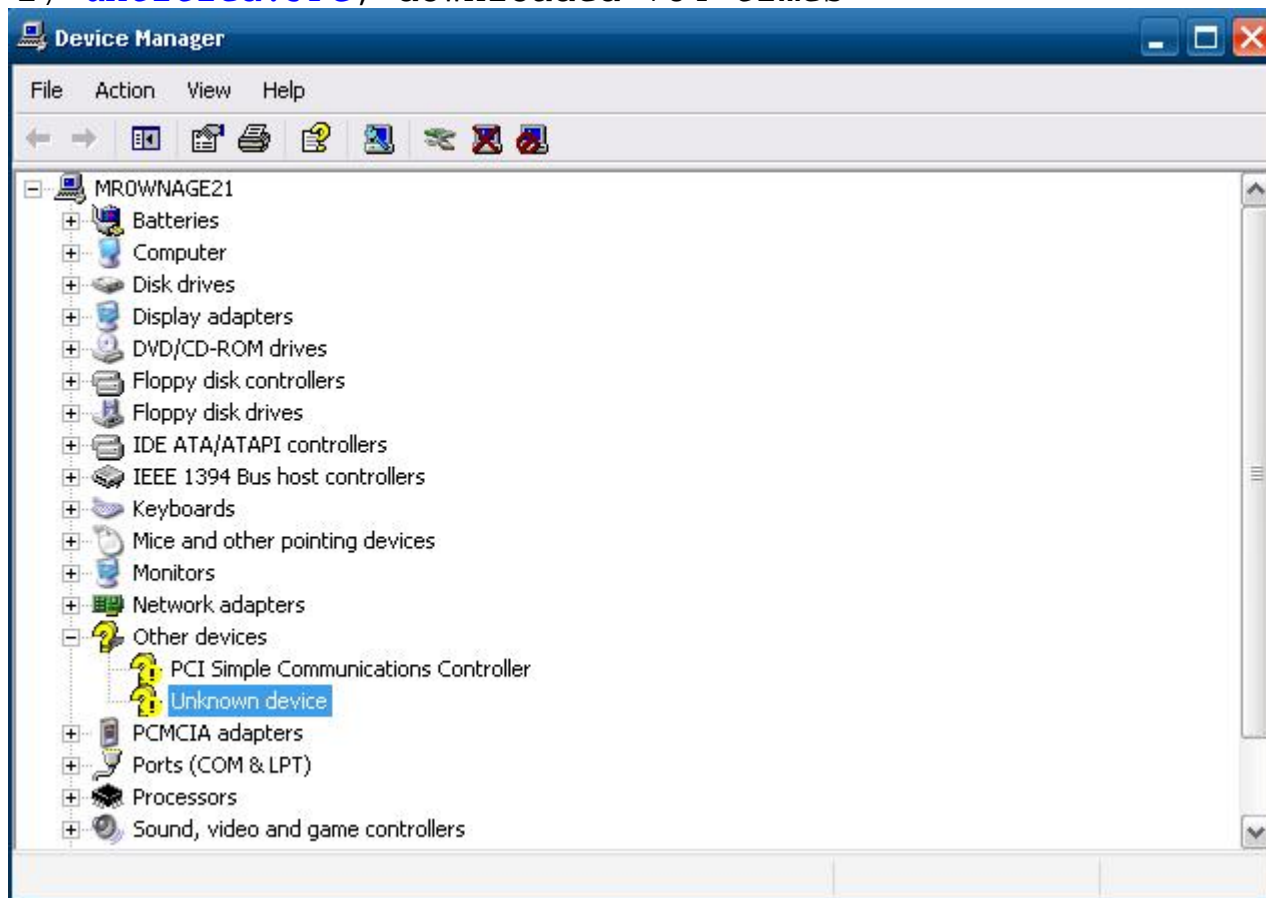 Device Manager
File Action View Help
MROWNAGE21
Batteries
Computer
Disk drives
Display adapters
DVD/CD-ROM drives
Floppy disk controllers
Floppy disk drives
IDE ATA/ATAPI controllers
IEEE 1394 Bus host controllers
Keyboards
Mice and other pointing devices
Monitors
Network adapters
Other devices
PCI Simple Communications Controller
Unknown device
PCMCIA adapters
Ports (COM & LPT)
Processors
Sound, video and game controllers